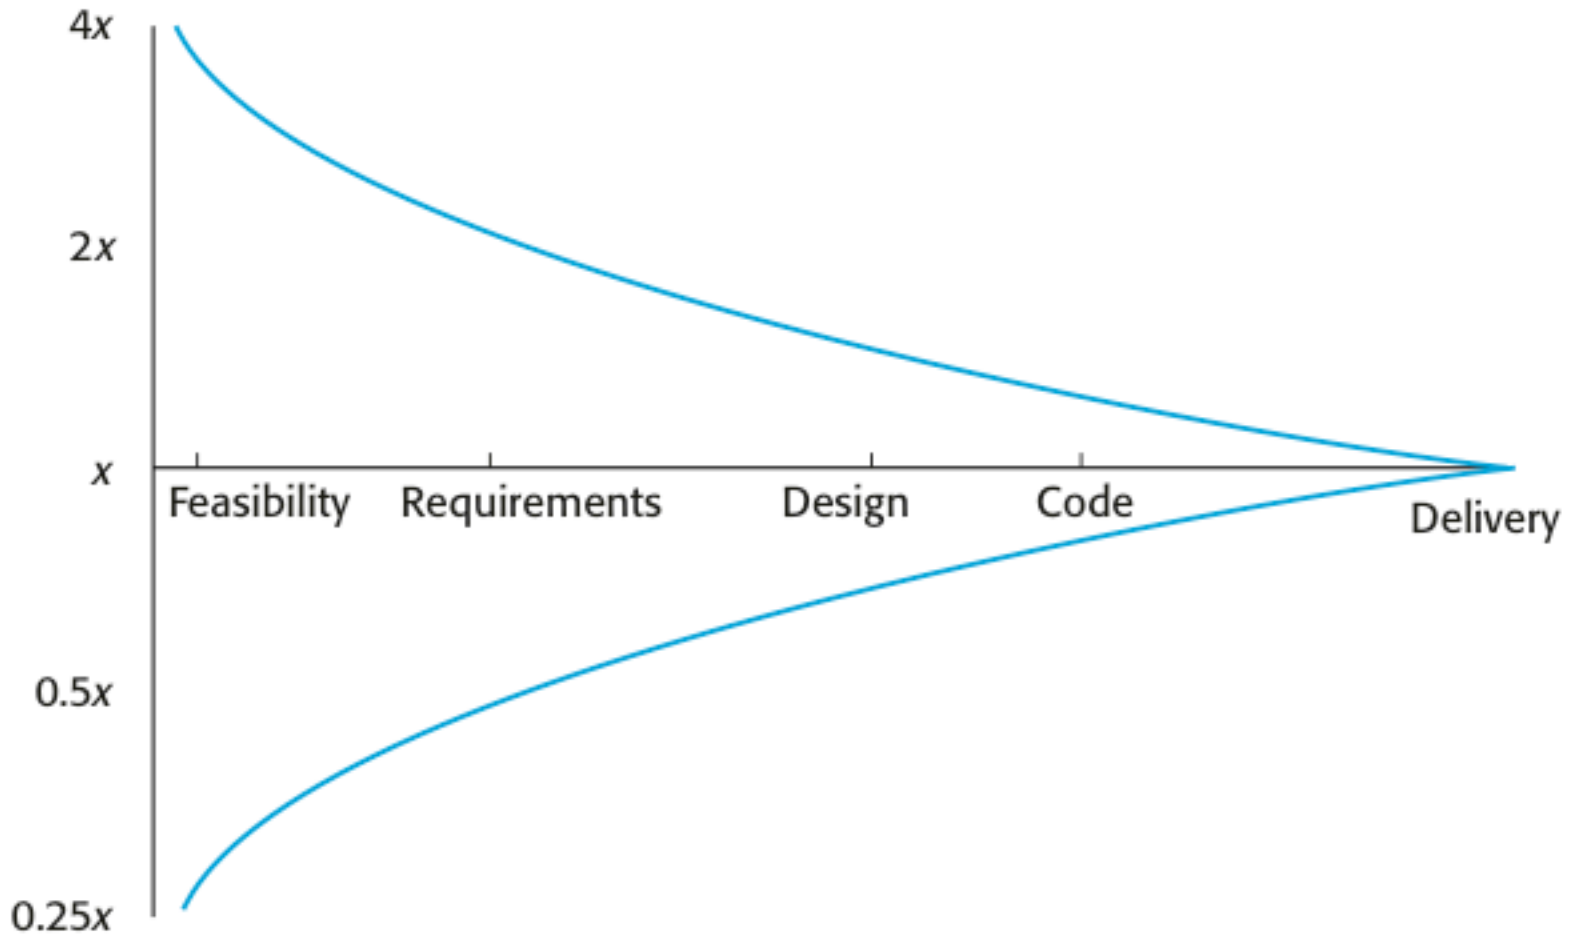 4x
2x
x
Feasibility Requirements Design Code Delivery
0.5x
0.25x